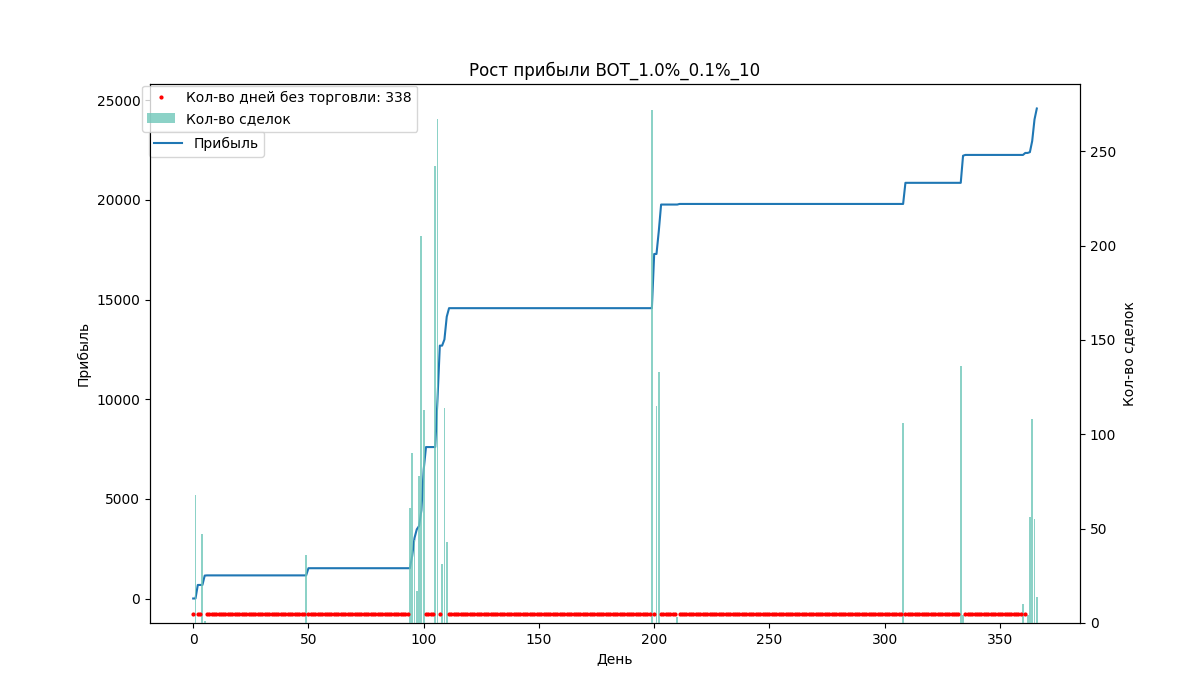 Рост прибыли BOT_1.0%_0.1%_10
Кол-во дней без торговли: 338
Кол-во сделок
Прибыль
25000
20000
15000
10000
5000
0
Прибыль
250
200
150
100
50
0
Кол-во сделок
0 50 100 150 200 250 300 350
День